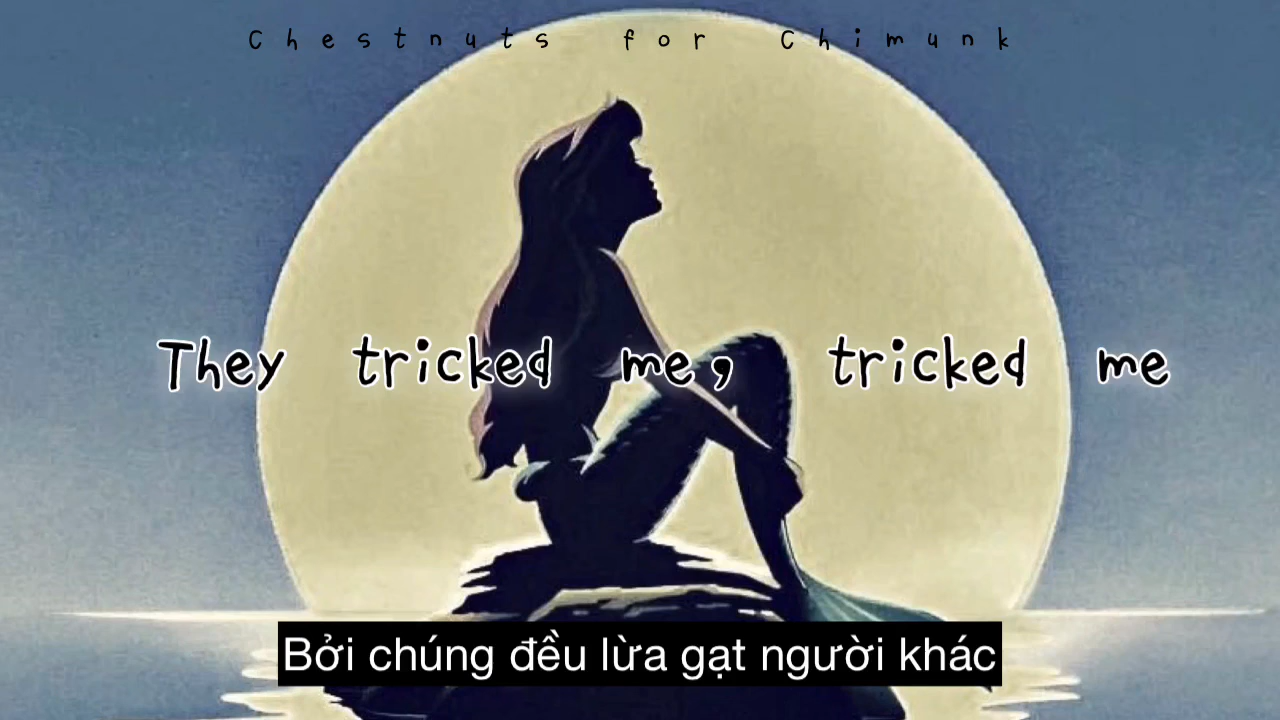 Chestnuts for Chimunk
They tricked me, tricked me
Bởi chúng đều lừa gạt người khác